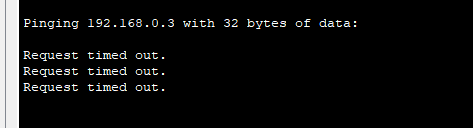 Pinging 192.168.0.3 with 32 bytes of data:
Request timed out.
Request timed out.
Request timed out.